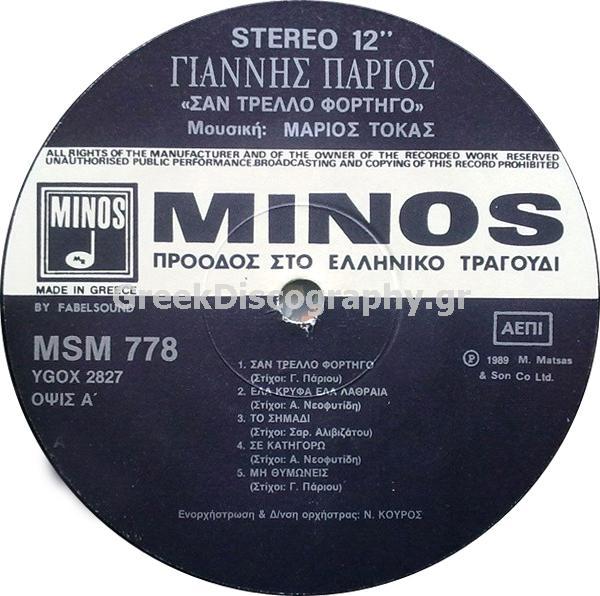 STEREO 12"
ΓΙΑΝΝΗΣ ΠΑΡΙΟΣ
«ΣΑΝ ΤΡΕΛΛΟ ΦΟΡΤΗΓΟ»
Μουσική: ΜΑΡΙΟΣ ΤΟΚΑΣ
ALL RIGHTS OF THE MANUFACTURER AND OF THE OWNER OF THE RECORDED WORK RESERVED
UNAUTHORISED PUBLIC PERFORMANCE.BROADCASTING AND COPYING OF THIS RECORD PROHIBITED
MINOS
MINOS
ΠΡΟΟΔΟΣ ΣΤΟ ΕΛΛΗΝΙΚΟ ΤΡΑΓΟΥΔΙ
MADE IN GREECE
BY FABELSOUND
GreekDiscography.gr
MSM 778
YGOX 2827
ΟΨΙΣ Α΄
ΑΕΠΙ
℗ 1989 M. Matsas
& Son Co Ltd.
1. ΣΑΝ ΤΡΕΛΛΟ ΦΟΡΤΗΓΟ
(Στίχοι: Γ. Πάριου)
2. ΕΛΑ ΚΡΥΦΑ ΕΛΑ ΛΑΘΡΑΙΑ
(Στίχοι: Α. Νεοφυτίδη)
3. ΤΟ ΣΗΜΑΔΙ
(Στίχοι: Σαρ. Αλιβιζάτου)
4. ΣΕ ΚΑΤΗΓΟΡΩ
(Στίχοι: Α. Νεοφυτίδη)
5. ΜΗ ΘΥΜΩΝΕΙΣ
(Στίχοι: Γ. Πάριου)
Ενορχήστρωση & Δ/νση ορχήστρας: Ν. ΚΟΥΡΟΣ